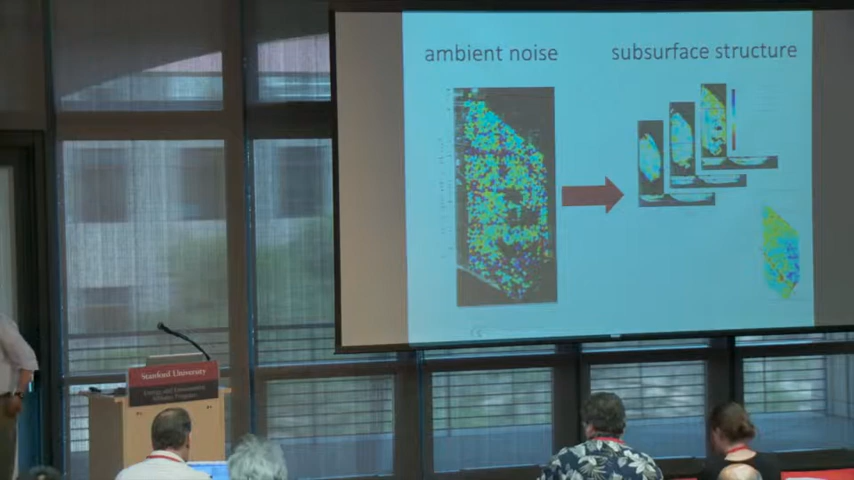 ambient noise
subsurface structure
Stanford University